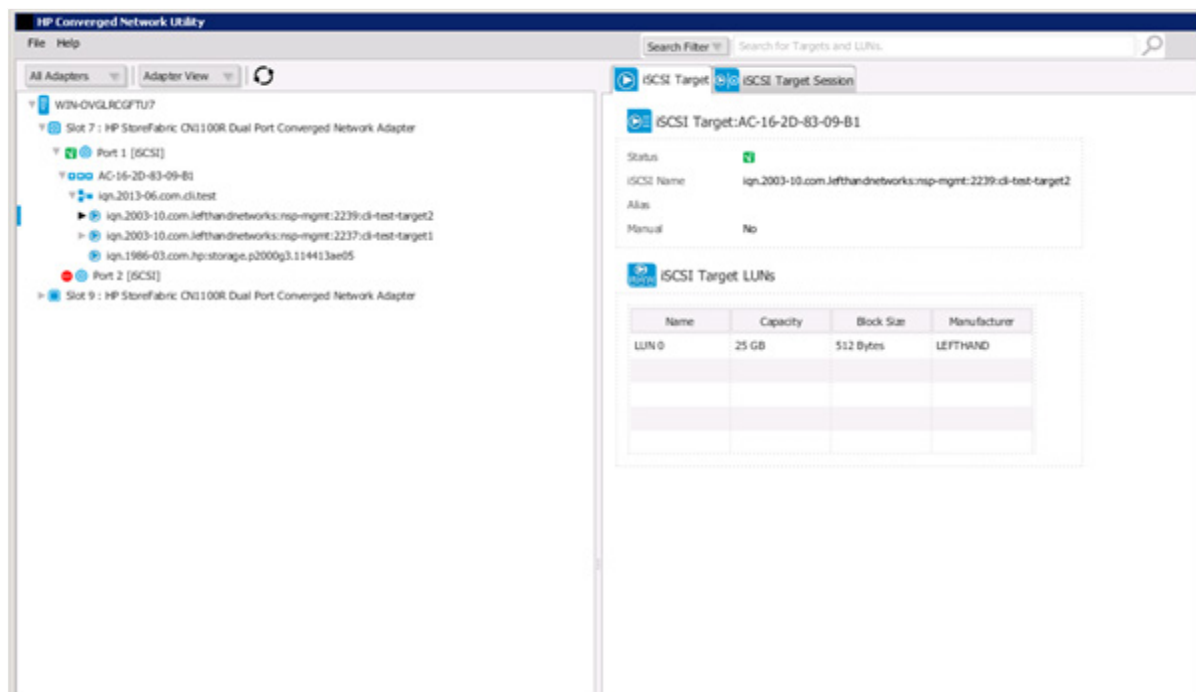 HP Converged Network Utility
File Help
Search Filter Search for Targets and LUNs.
All Adapters Adapter View
WIN-OVGLRCGFTU7
Slot 7 : HP StoreFabric CN1100R Dual Port Converged Network Adapter
Port 1 [iSCSI]
AC-16-2D-83-09-B1
iqn.2013-06.com.cli.test
iqn.2003-10.com.lefthandnetworks:nsp-mgmt:2239:cli-test-target2
iqn.2003-10.com.lefthandnetworks:nsp-mgmt:2237:cli-test-target1
iqn.1986-03.com.hp:storage.p2000g3.114413ae05
Port 2 [iSCSI]
Slot 9 : HP StoreFabric CN1100R Dual Port Converged Network Adapter
iSCSI Target iSCSI Target Session
iSCSI Target:AC-16-2D-83-09-B1
Status
iSCSI Name iqn.2003-10.com.lefthandnetworks:nsp-mgmt:2239:cli-test-target2
Alias
Manual No
iSCSI Target LUNs
Name Capacity Block Size Manufacturer
LUN 0 25 GB 512 Bytes LEFTHAND